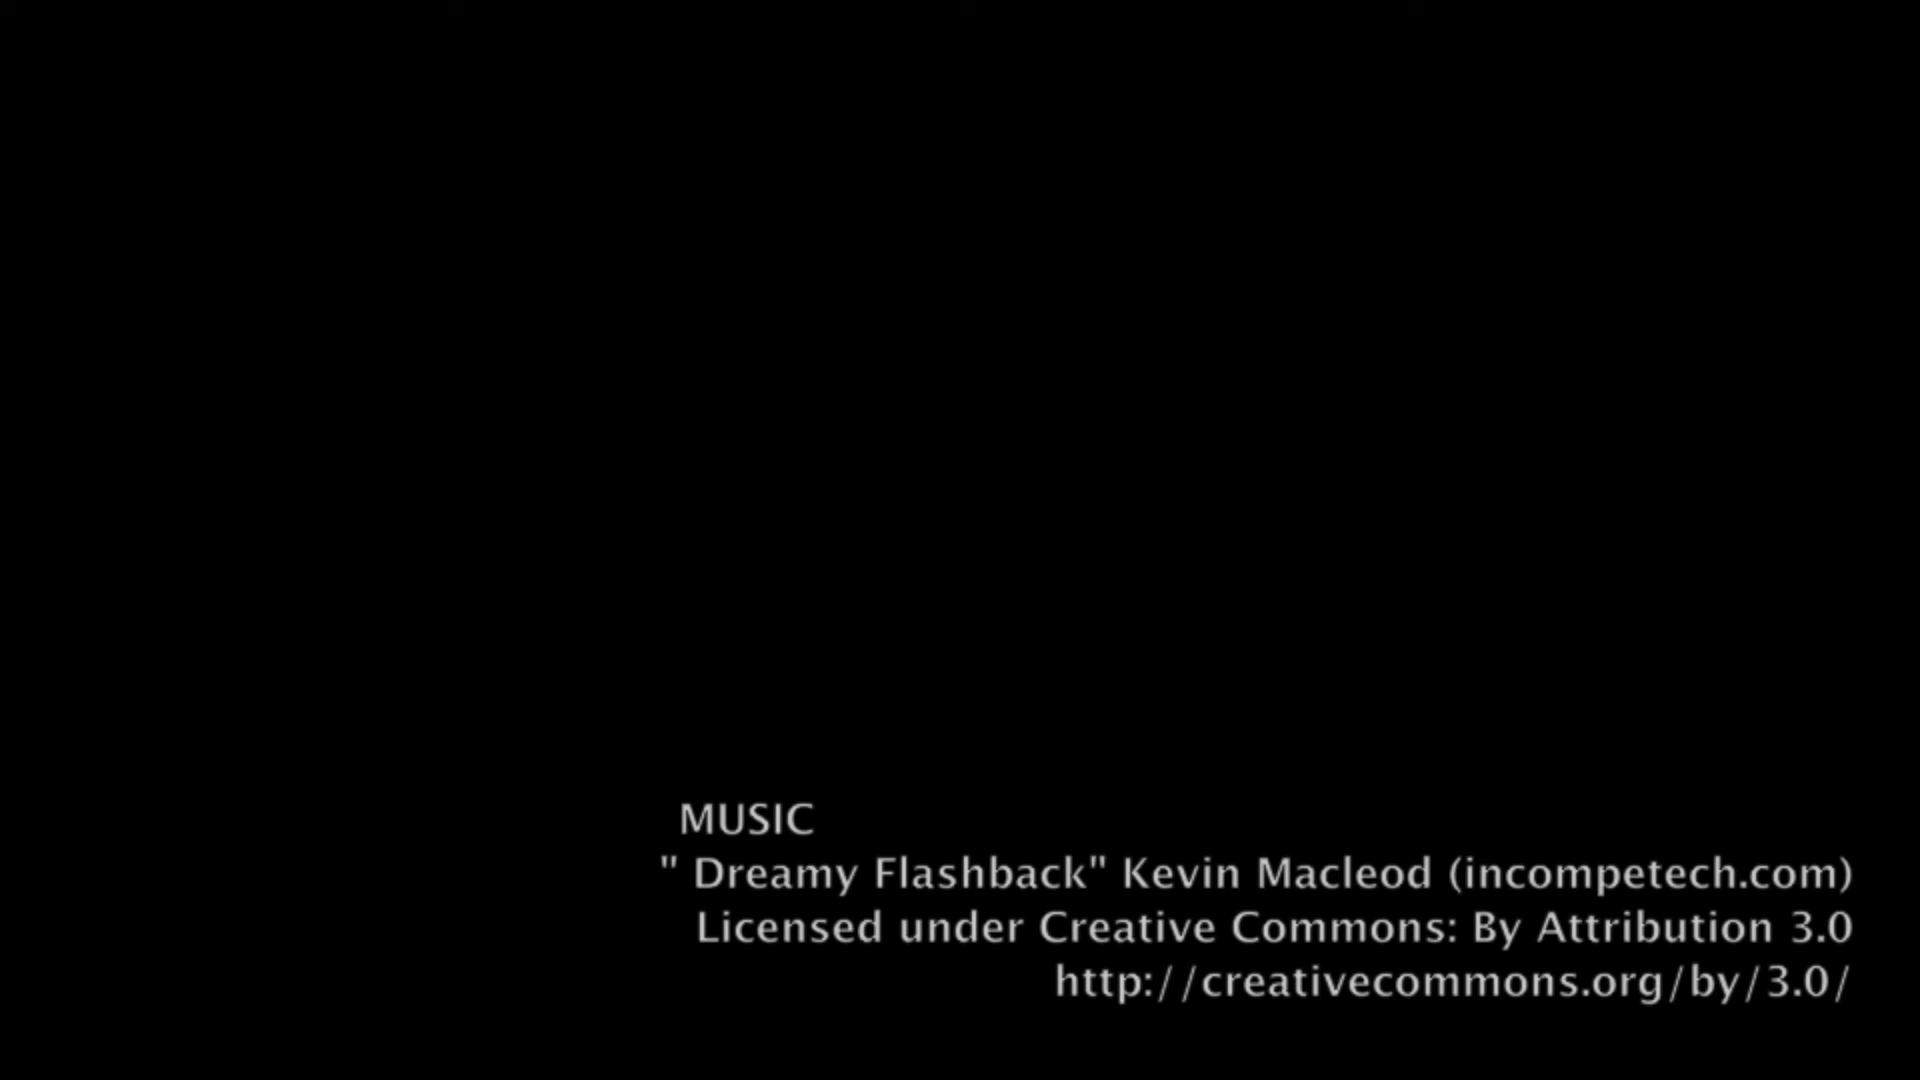 MUSIC
" Dreamy Flashback" Kevin Macleod (incompetech.com)
Licensed under Creative Commons: By Attribution 3.0
http://creativecommons.org/by/3.0/